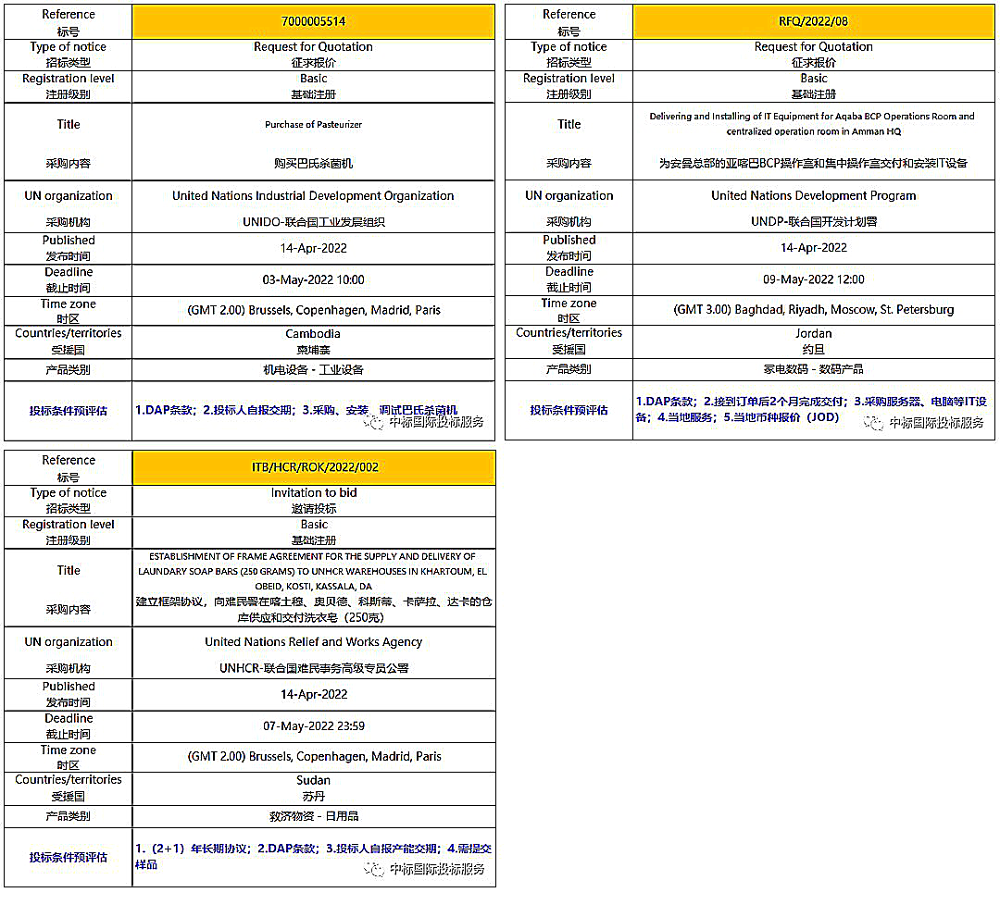 Reference
标号
7000005514
Type of notice
招标类型
Request for Quotation
征求报价
Registration level
注册级别
Basic
基础注册
Title
采购内容
Purchase of Pasteurizer
购买巴氏杀菌机
UN organization
采购机构
United Nations Industrial Development Organization
UNIDO-联合国工业发展组织
Published
发布时间
14-Apr-2022
Deadline
截止时间
03-May-2022 10:00
Time zone
时区
(GMT 2.00) Brussels, Copenhagen, Madrid, Paris
Countries/territories
受援国
Cambodia
柬埔寨
产品类别
机电设备 - 工业设备
投标条件预评估
1.DAP条款；2.投标人自报交期；3.采购、安装、调试巴氏杀菌机
中标国际投标服务
Reference
标号
RFQ/2022/08
Type of notice
招标类型
Request for Quotation
征求报价
Registration level
注册级别
Basic
基础注册
Title
采购内容
Delivering and Installing of IT Equipment for Aqaba BCP Operations Room and
centralized operation room in Amman HQ
为安曼总部的亚喀巴BCP操作室和集中操作室交付和安装IT设备
UN organization
采购机构
United Nations Development Program
UNDP-联合国开发计划署
Published
发布时间
14-Apr-2022
Deadline
截止时间
09-May-2022 12:00
Time zone
时区
(GMT 3.00) Baghdad, Riyadh, Moscow, St. Petersburg
Countries/territories
受援国
Jordan
约旦
产品类别
家电数码 - 数码产品
投标条件预评估
1.DAP条款；2.接到订单后2个月完成交付；3.采购服务器、电脑等IT设
备；4.当地服务；5.当地币种报价（JOD）
中标国际投标服务
Reference
标号
ITB/HCR/ROK/2022/002
Type of notice
招标类型
Invitation to bid
邀请投标
Registration level
注册级别
Basic
基础注册
Title
采购内容
ESTABLISHMENT OF FRAME AGREEMENT FOR THE SUPPLY AND DELIVERY OF
LAUNDARY SOAP BARS (250 GRAMS) TO UNHCR WAREHOUSES IN KHARTOUM, EL
OBEID, KOSTI, KASSALA, DA
建立框架协议，向难民署在喀土穆、奥贝德、科斯蒂、卡萨拉、达卡的仓
库供应和交付洗衣皂（250克）
UN organization
采购机构
United Nations Relief and Works Agency
UNHCR-联合国难民事务高级专员公署
Published
发布时间
14-Apr-2022
Deadline
截止时间
07-May-2022 23:59
Time zone
时区
(GMT 2.00) Brussels, Copenhagen, Madrid, Paris
Countries/territories
受援国
Sudan
苏丹
产品类别
救济物资 - 日用品
投标条件预评估
1.（2+1）年长期协议；2.DAP条款；3.投标人自报产能交期；4.需提交
样品
中标国际投标服务